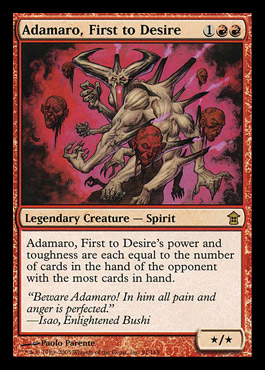 Adamaro, First to Desire 1
Legendary Creature — Spirit
Adamaro, First to Desire's power and
toughness are each equal to the number
of cards in the hand of the opponent
with the most cards in hand.
"Beware Adamaro! In him all pain and
anger is perfected."
—Isao, Enlightened Bushi
*/*
Paolo Parente